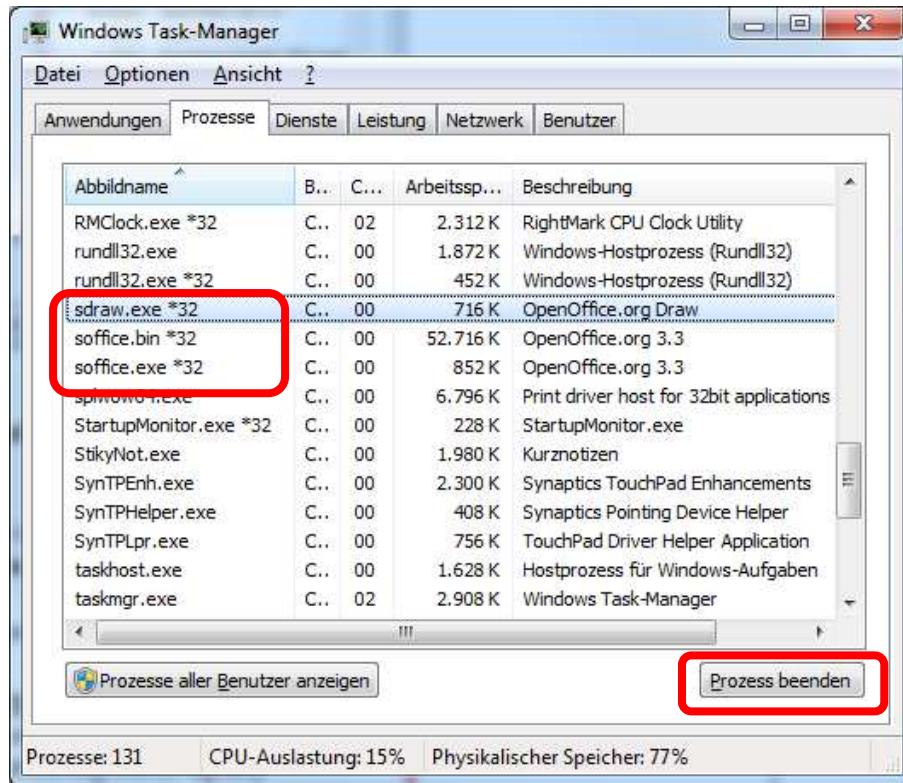 Windows Task-Manager
Datei Optionen Ansicht ?
Anwendungen Prozesse Dienste Leistung Netzwerk Benutzer
Abbildname B... C... Arbeitssp... Beschreibung
RMClock.exe *32 C... 02 2.312 K RightMark CPU Clock Utility
rundll32.exe C... 00 1.872 K Windows-Hostprozess (Rundll32)
rundll32.exe *32 C... 00 452 K Windows-Hostprozess (Rundll32)
sdraw.exe *32 C... 00 716 K OpenOffice.org Draw
soffice.bin *32 C... 00 52.716 K OpenOffice.org 3.3
soffice.exe *32 C... 00 852 K OpenOffice.org 3.3
C... 00 6.796 K Print driver host for 32bit applications
StartupMonitor.exe *32 C... 00 228 K StartupMonitor.exe
StikyNot.exe C... 00 1.980 K Kurznotizen
SynTPEnh.exe C... 00 2.300 K Synaptics TouchPad Enhancements
SynTPHelper.exe C... 00 408 K Synaptics Pointing Device Helper
SynTPLpr.exe C... 00 756 K TouchPad Driver Helper Application
taskhost.exe C... 00 1.628 K Hostprozess für Windows-Aufgaben
taskmgr.exe C... 02 2.908 K Windows Task-Manager
Prozesse aller Benutzer anzeigen Prozess beenden
Prozesse: 131 CPU-Auslastung: 15% Physikalischer Speicher: 77%